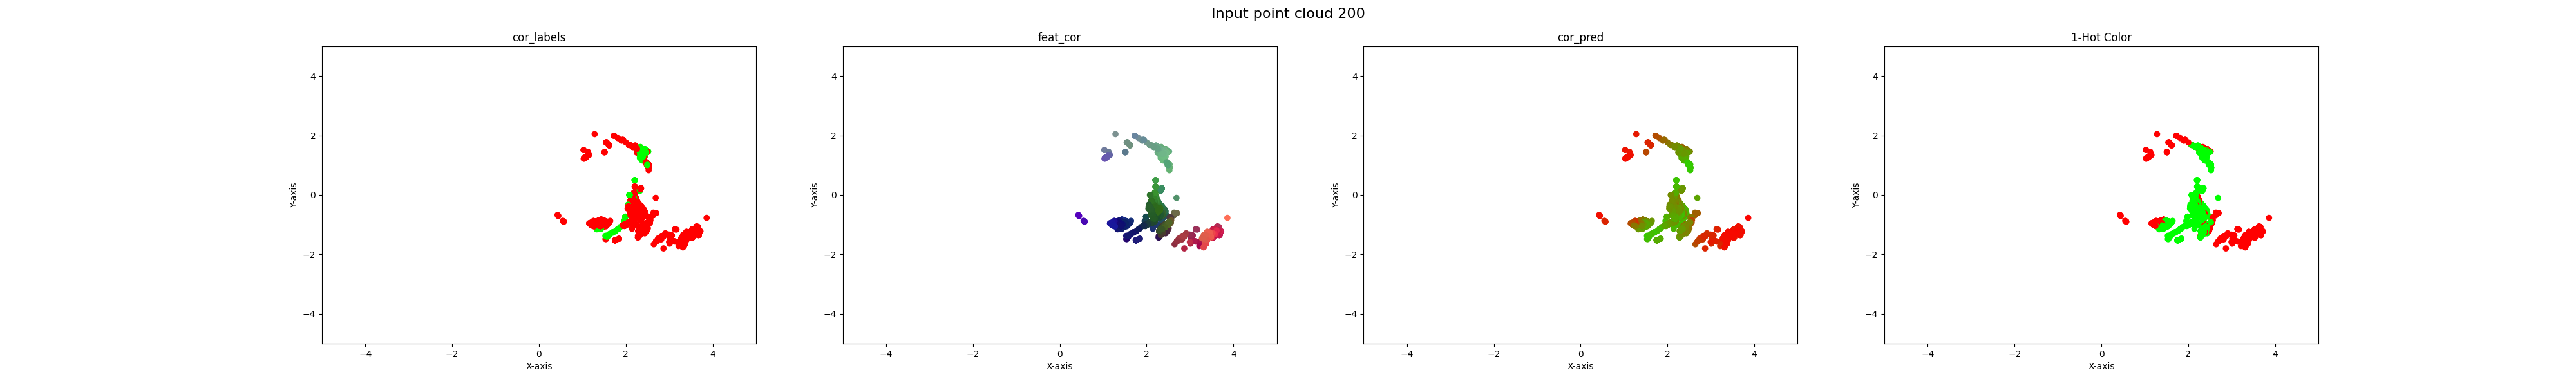 Input point cloud 200
cor_labels
4
2
0
−2
−4
Y-axis
−4 −2 0 2 4
X-axis
feat_cor
4
2
0
−2
−4
Y-axis
−4 −2 0 2 4
X-axis
cor_pred
4
2
0
−2
−4
Y-axis
−4 −2 0 2 4
X-axis
1-Hot Color
4
2
0
−2
−4
Y-axis
−4 −2 0 2 4
X-axis